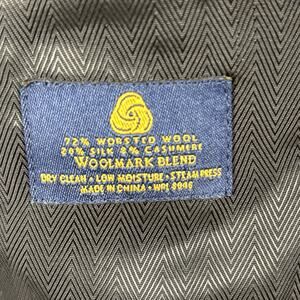 72% WORSTED WOOL
20% SILK 8% CASHMERE
WOOLMARK BLEND
DRY CLEAN • LOW MOISTURE • STEAM PRESS
MADE IN CHINA • WPL 8046